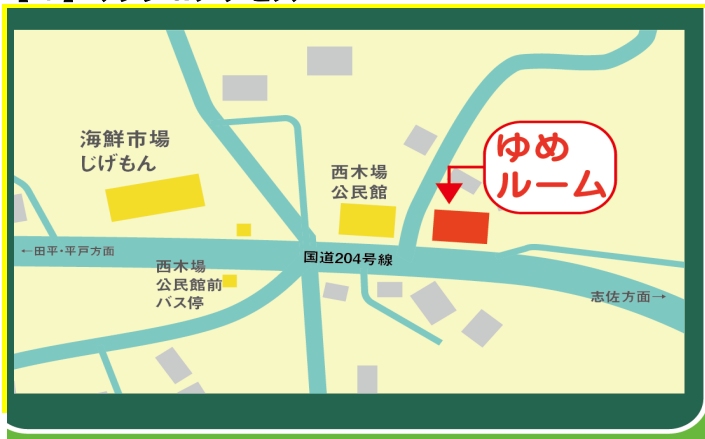 海鮮市場
じげもん
西木場
公民館
ゆめ
ルーム
←田平・平戸方面
国道204号線
西木場
公民館前
バス停
志佐方面→